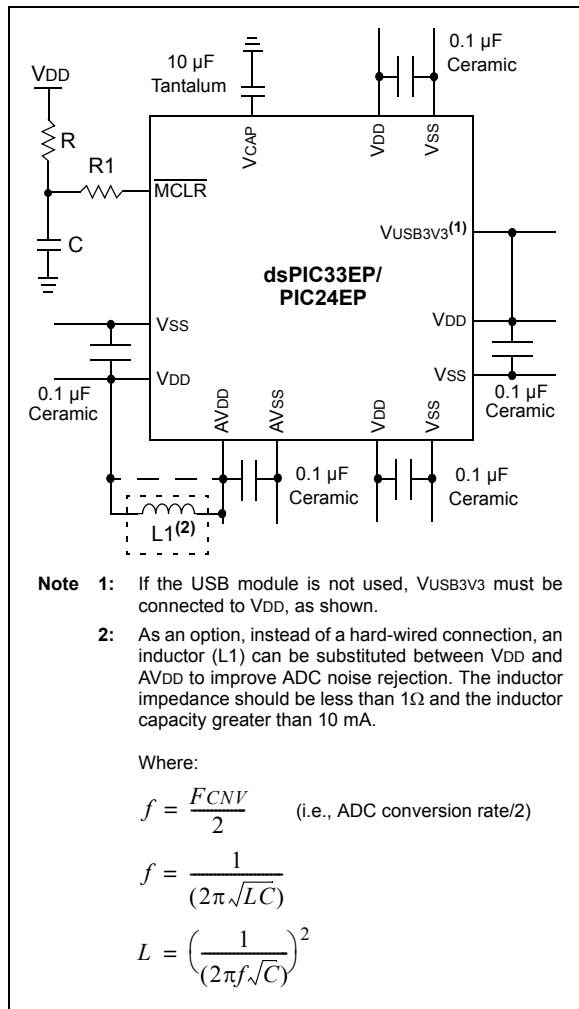 VDD
R
R1
C
10 µF
Tantalum
0.1 µF
Ceramic
VCAP
VDD
VSS
MCLR
VUSB3V3(1)
dsPIC33EP/
PIC24EP
VSS
VDD
VDD
VSS
0.1 µF
Ceramic
0.1 µF
Ceramic
AVDD
AVSS
VDD
VSS
0.1 µF
Ceramic
0.1 µF
Ceramic
L1(2)
Note 1: If the USB module is not used, VUSB3V3 must be
connected to VDD, as shown.
2: As an option, instead of a hard-wired connection, an
inductor (L1) can be substituted between VDD and
AVDD to improve ADC noise rejection. The inductor
impedance should be less than 1Ω and the inductor
capacity greater than 10 mA.
Where:
f = FCNV / 2 (i.e., ADC conversion rate/2)
f = 1 / (2π√LC)
L = (1 / (2πf√C))²